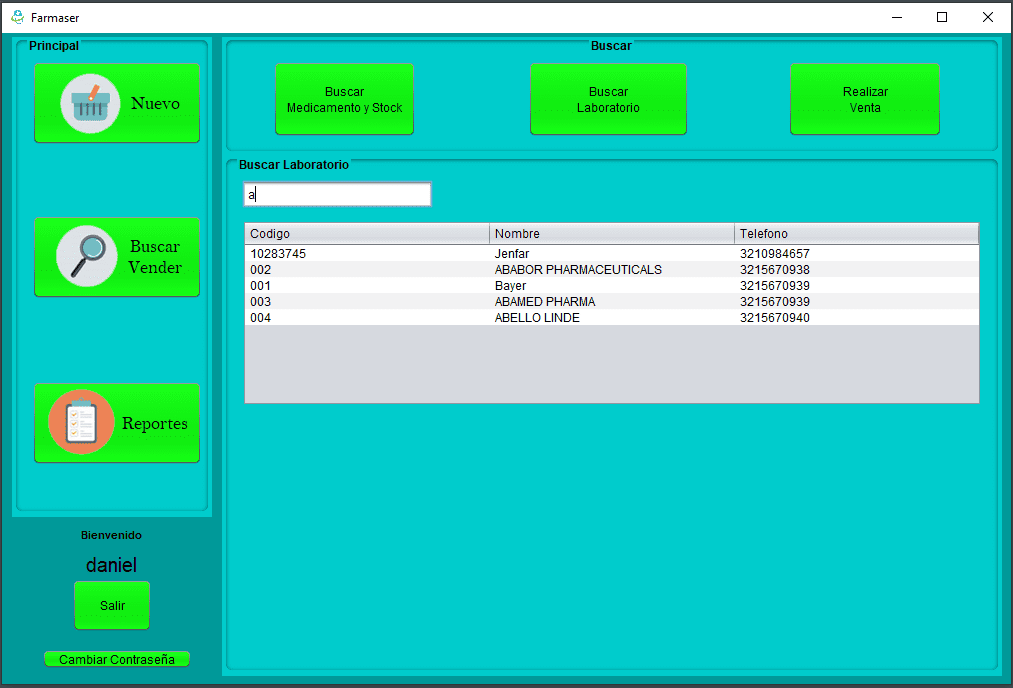 Farmaser
Principal
Nuevo
Buscar
Vender
Reportes
Bienvenido
daniel
Salir
Cambiar Contraseña
Buscar
Buscar
Medicamento y Stock
Buscar
Laboratorio
Realizar
Venta
Buscar Laboratorio
a
Codigo Nombre Telefono
10283745 Jenfar 3210984657
002 ABABOR PHARMACEUTICALS 3215670938
001 Bayer 3215670939
003 ABAMED PHARMA 3215670939
004 ABELLO LINDE 3215670940